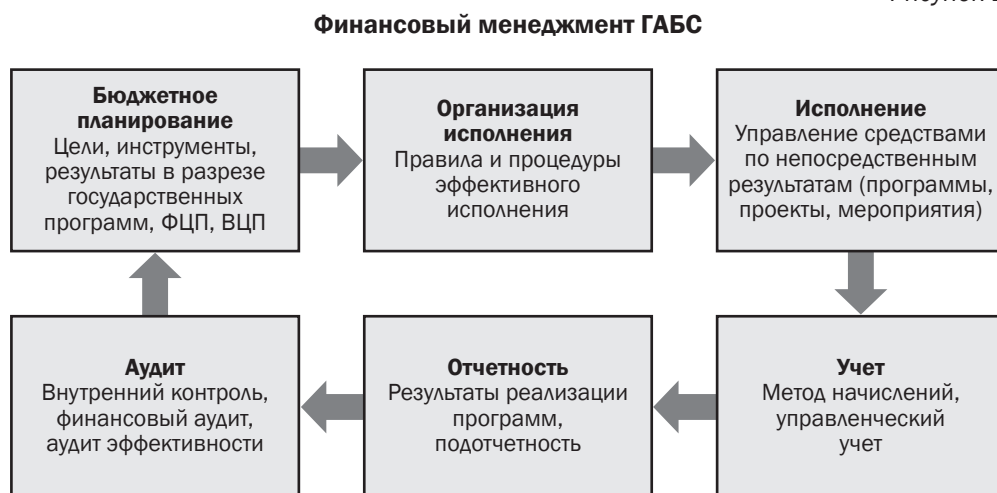 Финансовый менеджмент ГАБС
Бюджетное
планирование
Цели, инструменты,
результаты в разрезе
государственных
программ, ФЦП, ВЦП
Организация
исполнения
Правила и процедуры
эффективного
исполнения
Исполнение
Управление средствами
по непосредственным
результатам (программы,
проекты, мероприятия)
Аудит
Внутренний контроль,
финансовый аудит,
аудит эффективности
Отчетность
Результаты реализации
программ,
подотчетность
Учет
Метод начислений,
управленческий
учет